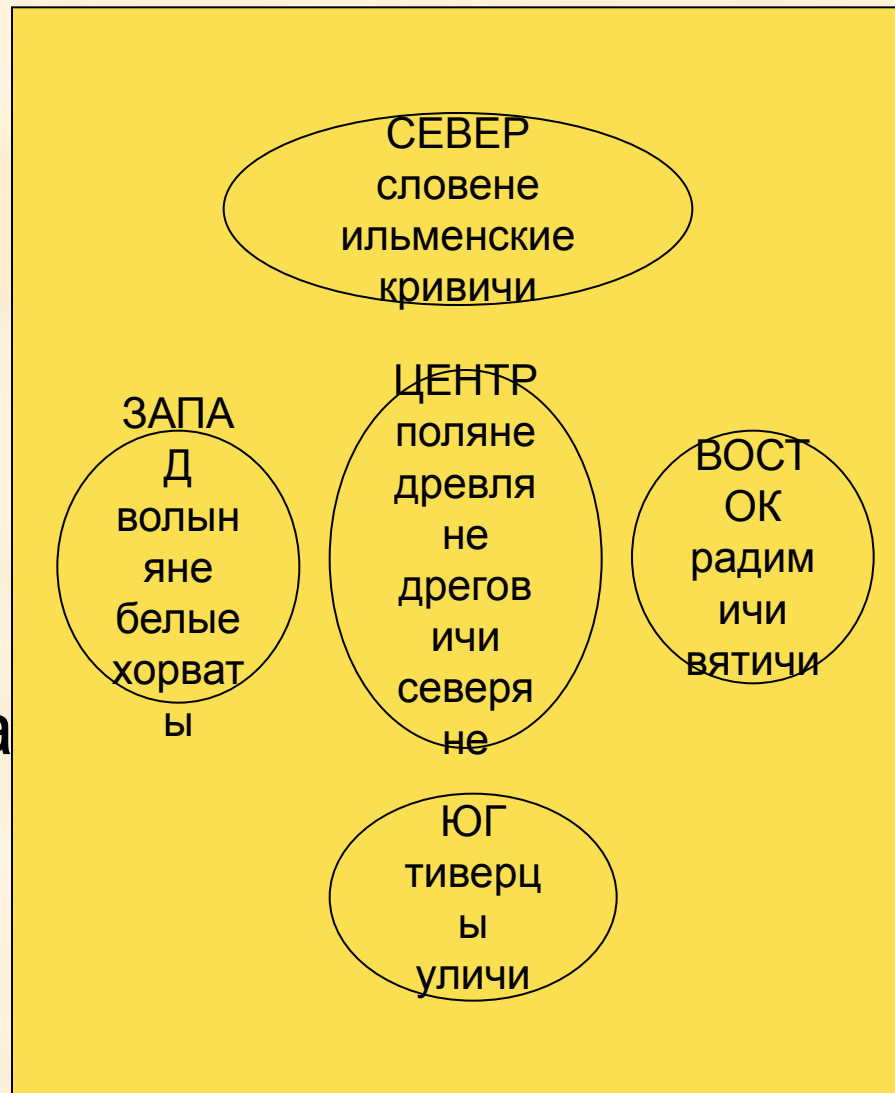 СЕВЕР
словене
ильменские
кривичи
ЗАПА
Д
волын
яне
белые
хорват
ы
ЦЕНТР
поляне
древля
не
дрегов
ичи
северя
не
ВОСТ
ОК
радим
ичи
вятичи
а
ЮГ
тиверц
ы
уличи